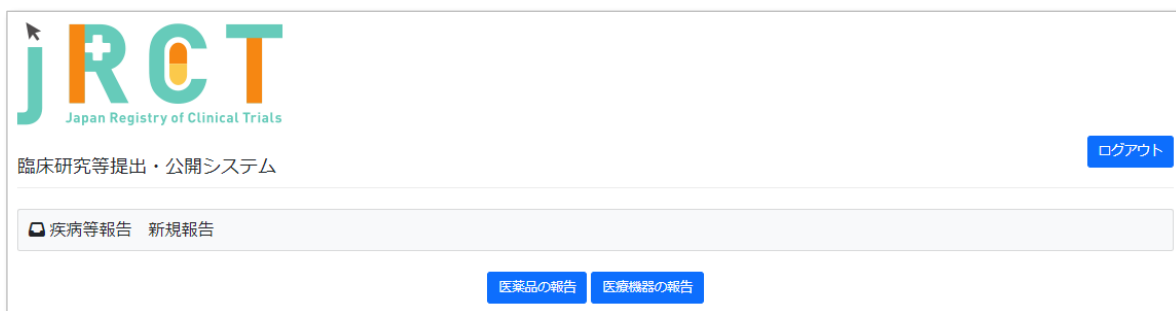 jRCT
Japan Registry of Clinical Trials
臨床研究等提出・公開システム
ログアウト
疾病等報告　新規報告
医薬品の報告 医療機器の報告